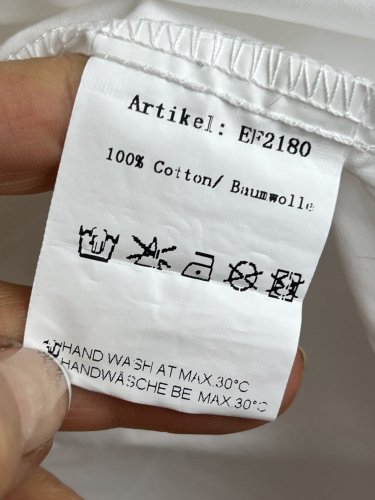 Artikel: EF2180
100% Cotton/ Baumwolle
HAND WASH AT MAX.30°C
HANDWÄSCHE BE MAX.30°C